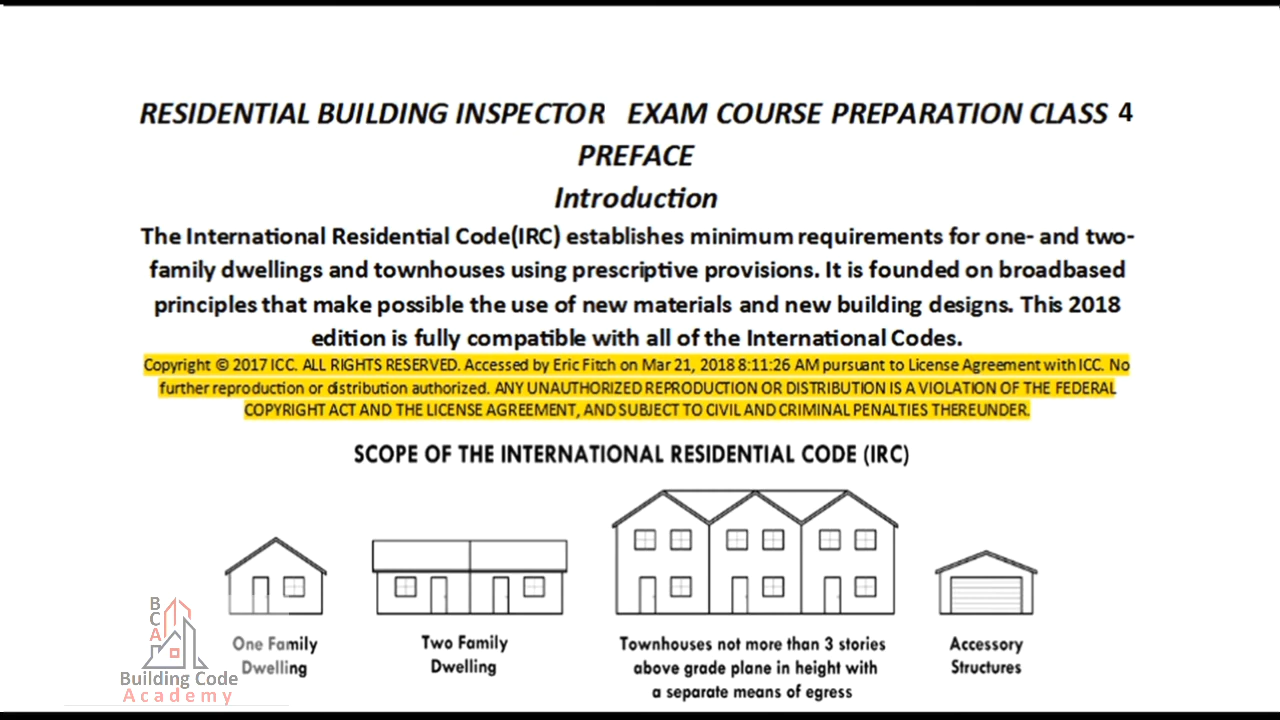 RESIDENTIAL BUILDING INSPECTOR EXAM COURSE PREPARATION CLASS 4
PREFACE
Introduction
The International Residential Code(IRC) establishes minimum requirements for one- and two-
family dwellings and townhouses using prescriptive provisions. It is founded on broadbased
principles that make possible the use of new materials and new building designs. This 2018
edition is fully compatible with all of the International Codes.
Copyright © 2017 ICC. ALL RIGHTS RESERVED. Accessed by Eric Fitch on Mar 21, 2018 8:11:26 AM pursuant to License Agreement with ICC. No
further reproduction or distribution authorized. ANY UNAUTHORIZED REPRODUCTION OR DISTRIBUTION IS A VIOLATION OF THE FEDERAL
COPYRIGHT ACT AND THE LICENSE AGREEMENT, AND SUBJECT TO CIVIL AND CRIMINAL PENALTIES THEREUNDER.
SCOPE OF THE INTERNATIONAL RESIDENTIAL CODE (IRC)
One Family
Dwelling
Two Family
Dwelling
Townhouses not more than 3 stories
above grade plane in height with
a separate means of egress
Accessory
Structures
BCA
Building Code
Academy